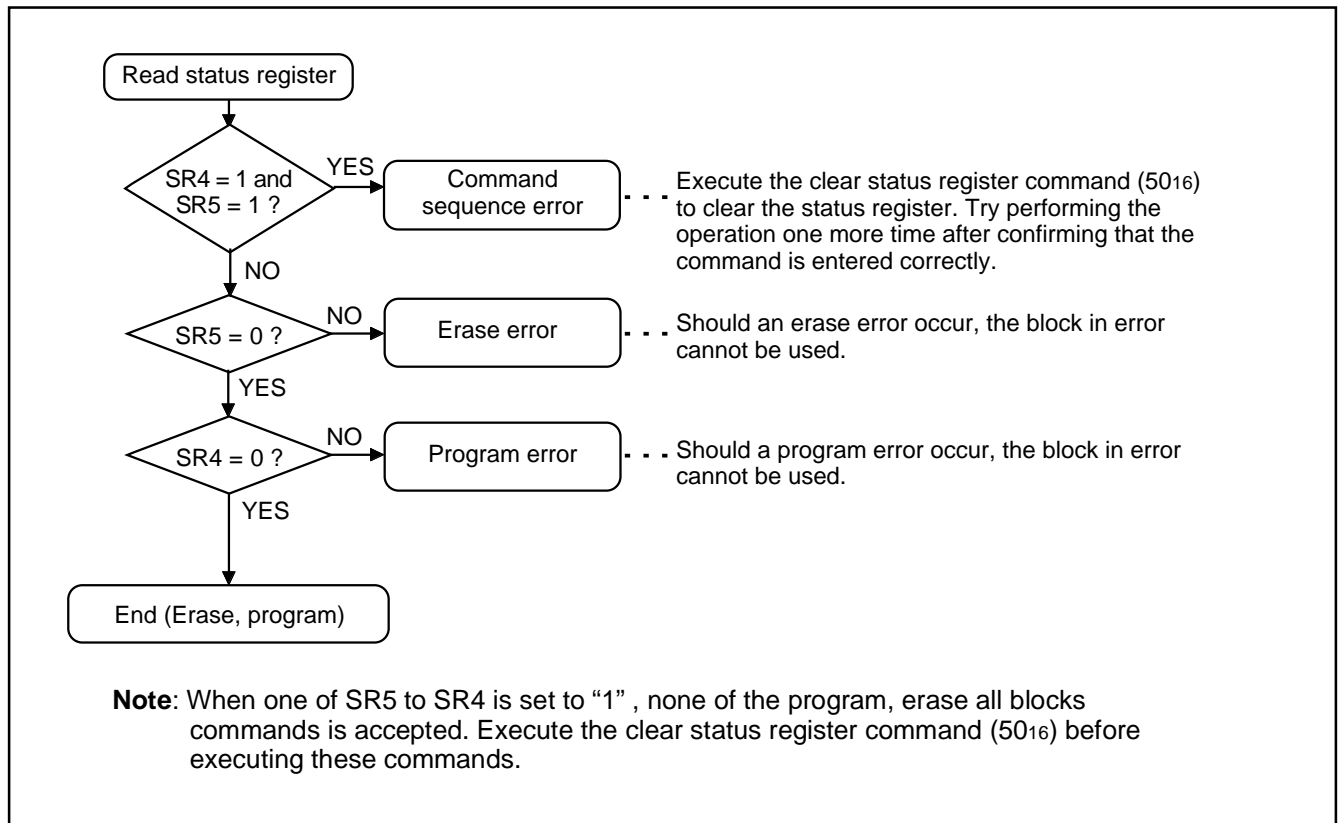 Read status register
SR4 = 1 and
SR5 = 1 ?
YES
Command
sequence error
Execute the clear status register command (5016)
to clear the status register. Try performing the
operation one more time after confirming that the
command is entered correctly.
NO
SR5 = 0 ?
NO
Erase error
Should an erase error occur, the block in error
cannot be used.
YES
SR4 = 0 ?
NO
Program error
Should a program error occur, the block in error
cannot be used.
YES
End (Erase, program)
Note: When one of SR5 to SR4 is set to “1” , none of the program, erase all blocks
commands is accepted. Execute the clear status register command (5016) before
executing these commands.